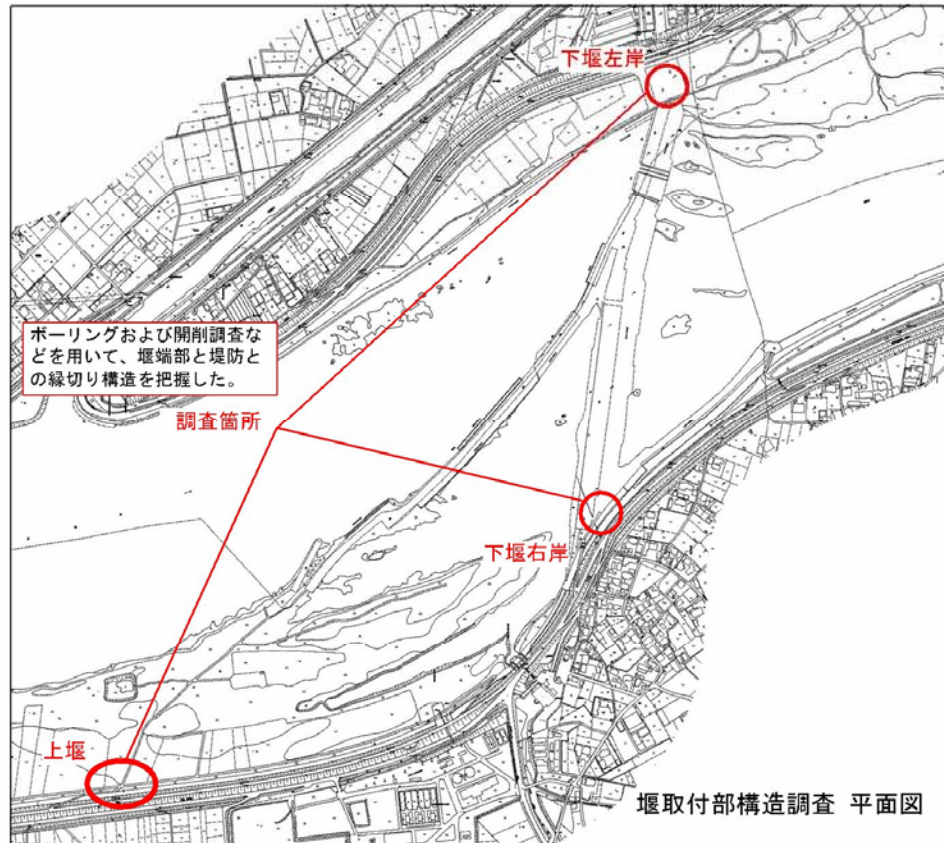 下堰左岸
ボーリングおよび開削調査な
どを用いて、堰端部と堤防と
の縁切り構造を把握した。
調査箇所
下堰右岸
上堰
堰取付部構造調査 平面図